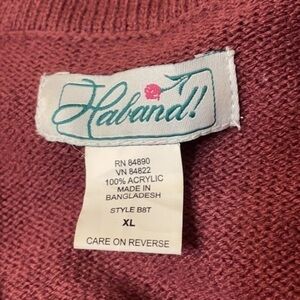 Haband!
RN 84890
VN 84822
100% ACRYLIC
MADE IN
BANGLADESH
STYLE B8T
XL
CARE ON REVERSE